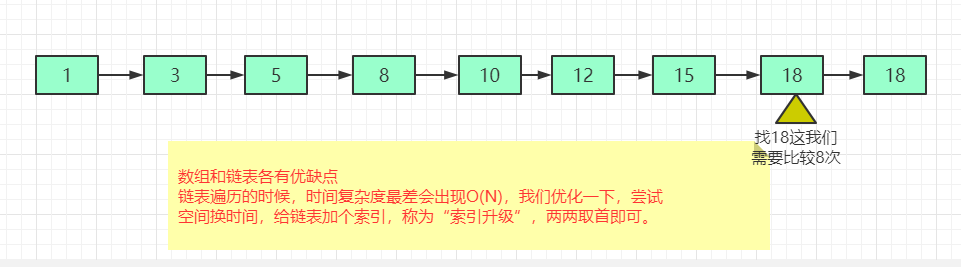 1 3 5 8 10 12 15 18 18
找18这我们
需要比较8次
数组和链表各有优缺点
链表遍历的时候，时间复杂度最差会出现O(N)，我们优化一下，尝试
空间换时间，给链表加个索引，称为“索引升级”，两两取首即可。